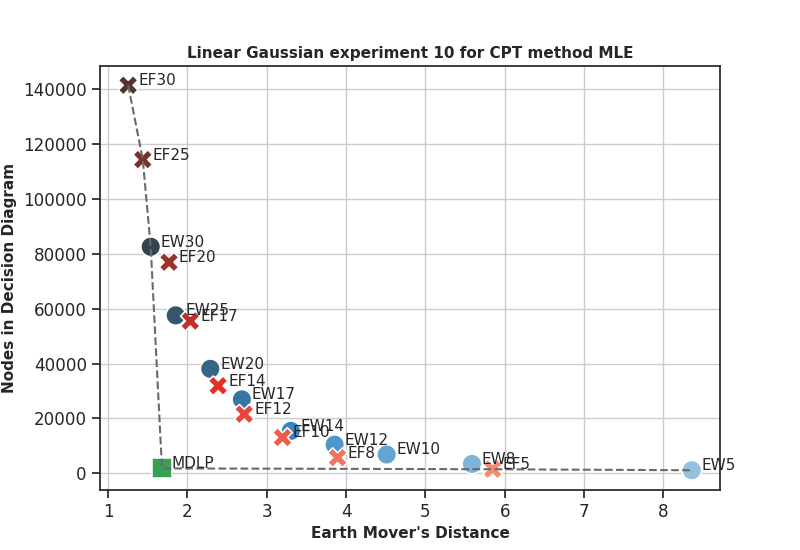 Linear Gaussian experiment 10 for CPT method MLE
Nodes in Decision Diagram
140000
120000
100000
80000
60000
40000
20000
0
EF30
EF25
EW30
EF20
EW25
EF17
EW20
EF14
EW17
EF12
EW14
EF10
EW12
EF8
EW10
EW8
EF5
MDLP
EW5
1 2 3 4 5 6 7 8
Earth Mover's Distance